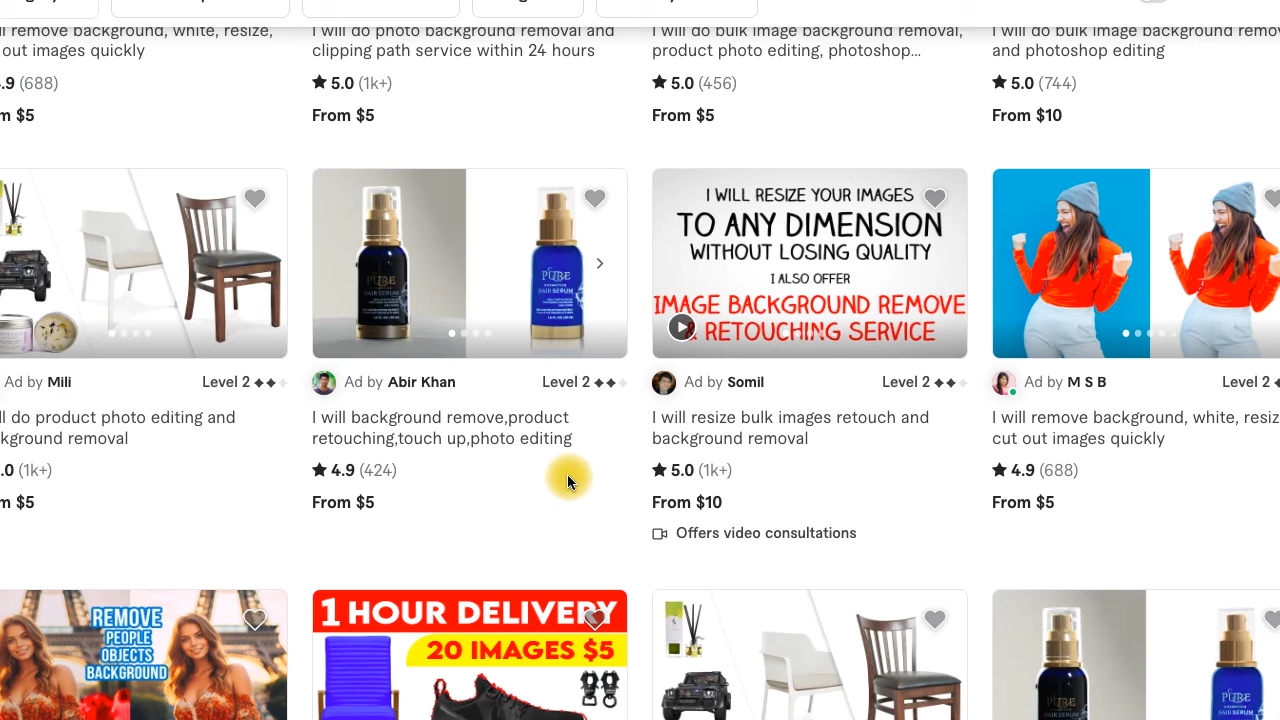 ll remove background, white, resize,
out images quickly
.9 (688)
m $5
I will do photo background removal and
clipping path service within 24 hours
5.0 (1k+)
From $5
I will do bulk image background removal,
product photo editing, photoshop...
5.0 (456)
From $5
I will do bulk image background remov
and photoshop editing
5.0 (744)
From $10
Ad by Mili
Level 2
ll do product photo editing and
kground removal
.0 (1k+)
m $5
PURE
HAIR SERUM
PURE
HAIR SERUM
Ad by Abir Khan
Level 2
I will background remove,product
retouching,touch up,photo editing
4.9 (424)
From $5
I WILL RESIZE YOUR IMAGES
TO ANY DIMENSION
WITHOUT LOSING QUALITY
I ALSO OFFER
IMAGE BACKGROUND REMOVE
& RETOUCHING SERVICE
Ad by Somil
Level 2
I will resize bulk images retouch and
background removal
5.0 (1k+)
From $10
Offers video consultations
Ad by M S B
Level 2
I will remove background, white, resiz
cut out images quickly
4.9 (688)
From $5
REMOVE
PEOPLE
OBJECTS
BACKGROUND
1 HOUR DELIVERY
20 IMAGES $5
PURE
PURE